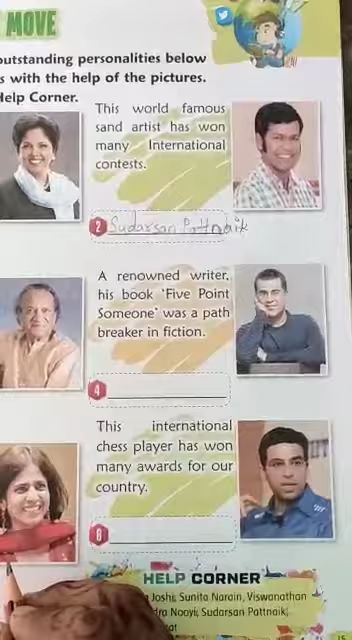 MOVE
outstanding personalities below
s with the help of the pictures.
Help Corner.
This world famous
sand artist has won
many International
contests.
2 Sudarsan Pattnaik
A renowned writer,
his book 'Five Point
Someone' was a path
breaker in fiction.
4
This international
chess player has won
many awards for our
country.
6
HELP CORNER
Joshi, Sunita Narain, Viswanathan
dra Nooyi, Sudarsan Pattnaik,